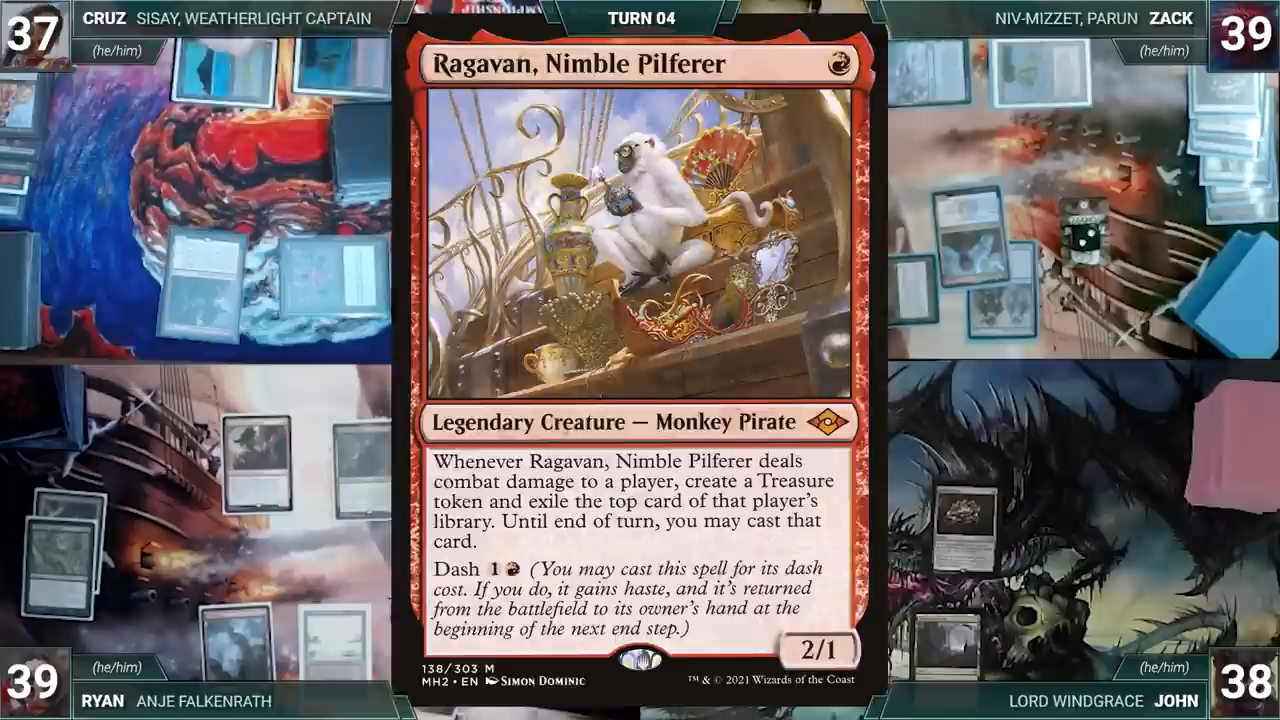 37
CRUZ SISAY, WEATHERLIGHT CAPTAIN
(he/him)
TURN 04
NIV-MIZZET, PARUN ZACK
(he/him)
39
Ragavan, Nimble Pilferer
Legendary Creature — Monkey Pirate
Whenever Ragavan, Nimble Pilferer deals
combat damage to a player, create a Treasure
token and exile the top card of that player's
library. Until end of turn, you may cast that
card.
Dash 1 (You may cast this spell for its dash
cost. If you do, it gains haste, and it's returned
from the battlefield to its owner's hand at the
beginning of the next end step.)
2/1
138/303 M
MH2 • EN SIMON DOMINIC
™ & © 2021 Wizards of the Coast
39
(he/him)
RYAN ANJE FALKENRATH
(he/him)
LORD WINDGRACE JOHN
38